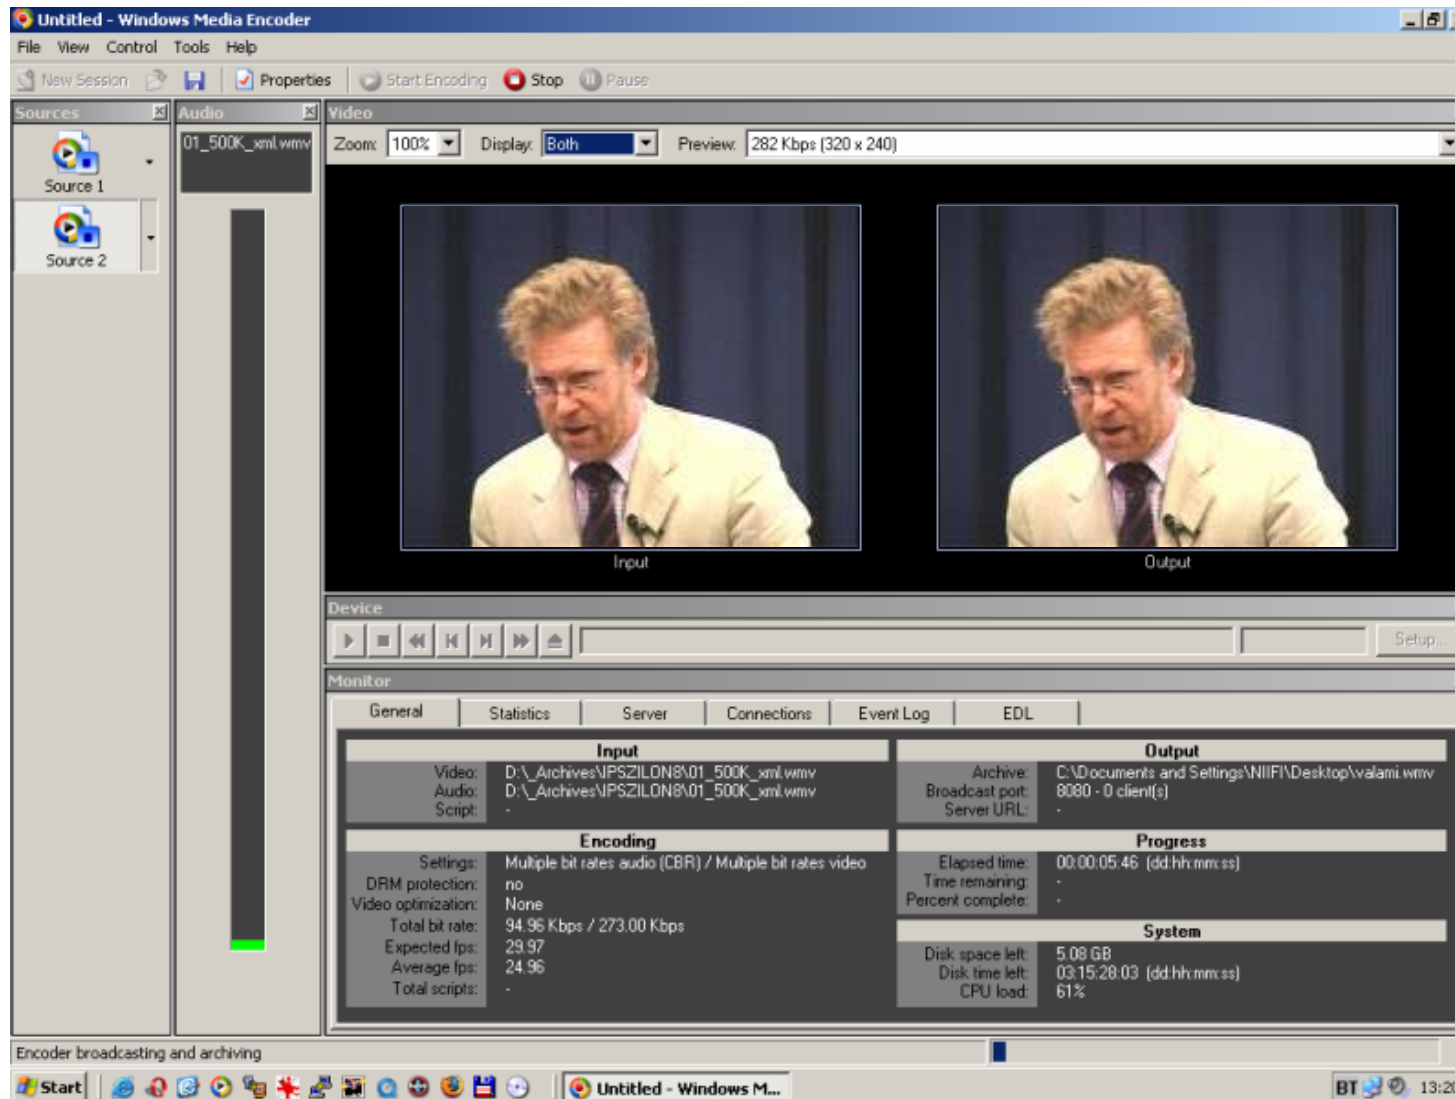 Untitled - Windows Media Encoder
File View Control Tools Help
New Session Properties Start Encoding Stop Pause
Sources
Source 1
Source 2
Audio
01_500K_xml.wmv
Video
Zoom: 100% Display: Both Preview: 282 Kbps (320 x 240)
Input
Output
Device
Setup...
Monitor
General Statistics Server Connections Event Log EDL
Input
Video: D:\_Archives\IPSZILON8\01_500K_xml.wmv
Audio: D:\_Archives\IPSZILON8\01_500K_xml.wmv
Script: -
Encoding
Settings: Multiple bit rates audio (CBR) / Multiple bit rates video
DRM protection: no
Video optimization: None
Total bit rate: 94.96 Kbps / 273.00 Kbps
Expected fps: 29.97
Average fps: 24.96
Total scripts: -
Output
Archive: C:\Documents and Settings\NIIFI\Desktop\valami.wmv
Broadcast port: 8080 - 0 client(s)
Server URL: -
Progress
Elapsed time: 00:00:05:46 (dd:hh:mm:ss)
Time remaining: -
Percent complete: -
System
Disk space left: 5.08 GB
Disk time left: 03:15:28:03 (dd:hh:mm:ss)
CPU load: 61%
Encoder broadcasting and archiving
Start Untitled - Windows M... BT